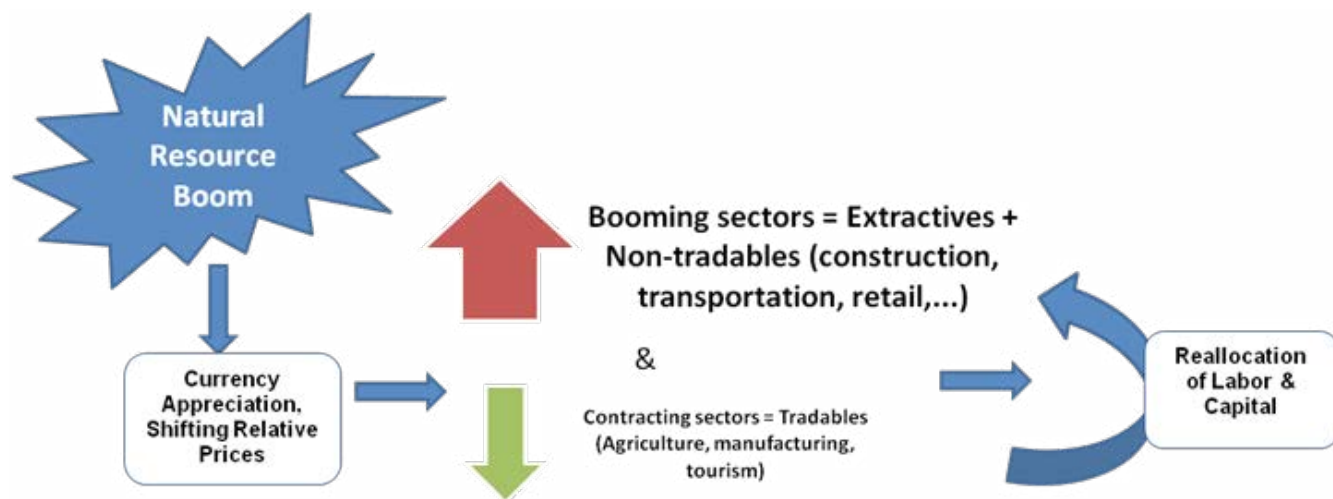 Natural
Resource
Boom
Currency
Appreciation,
Shifting Relative
Prices
Booming sectors = Extractives +
Non-tradables (construction,
transportation, retail,...)
&
Contracting sectors = Tradables
(Agriculture, manufacturing,
tourism)
Reallocation
of Labor &
Capital